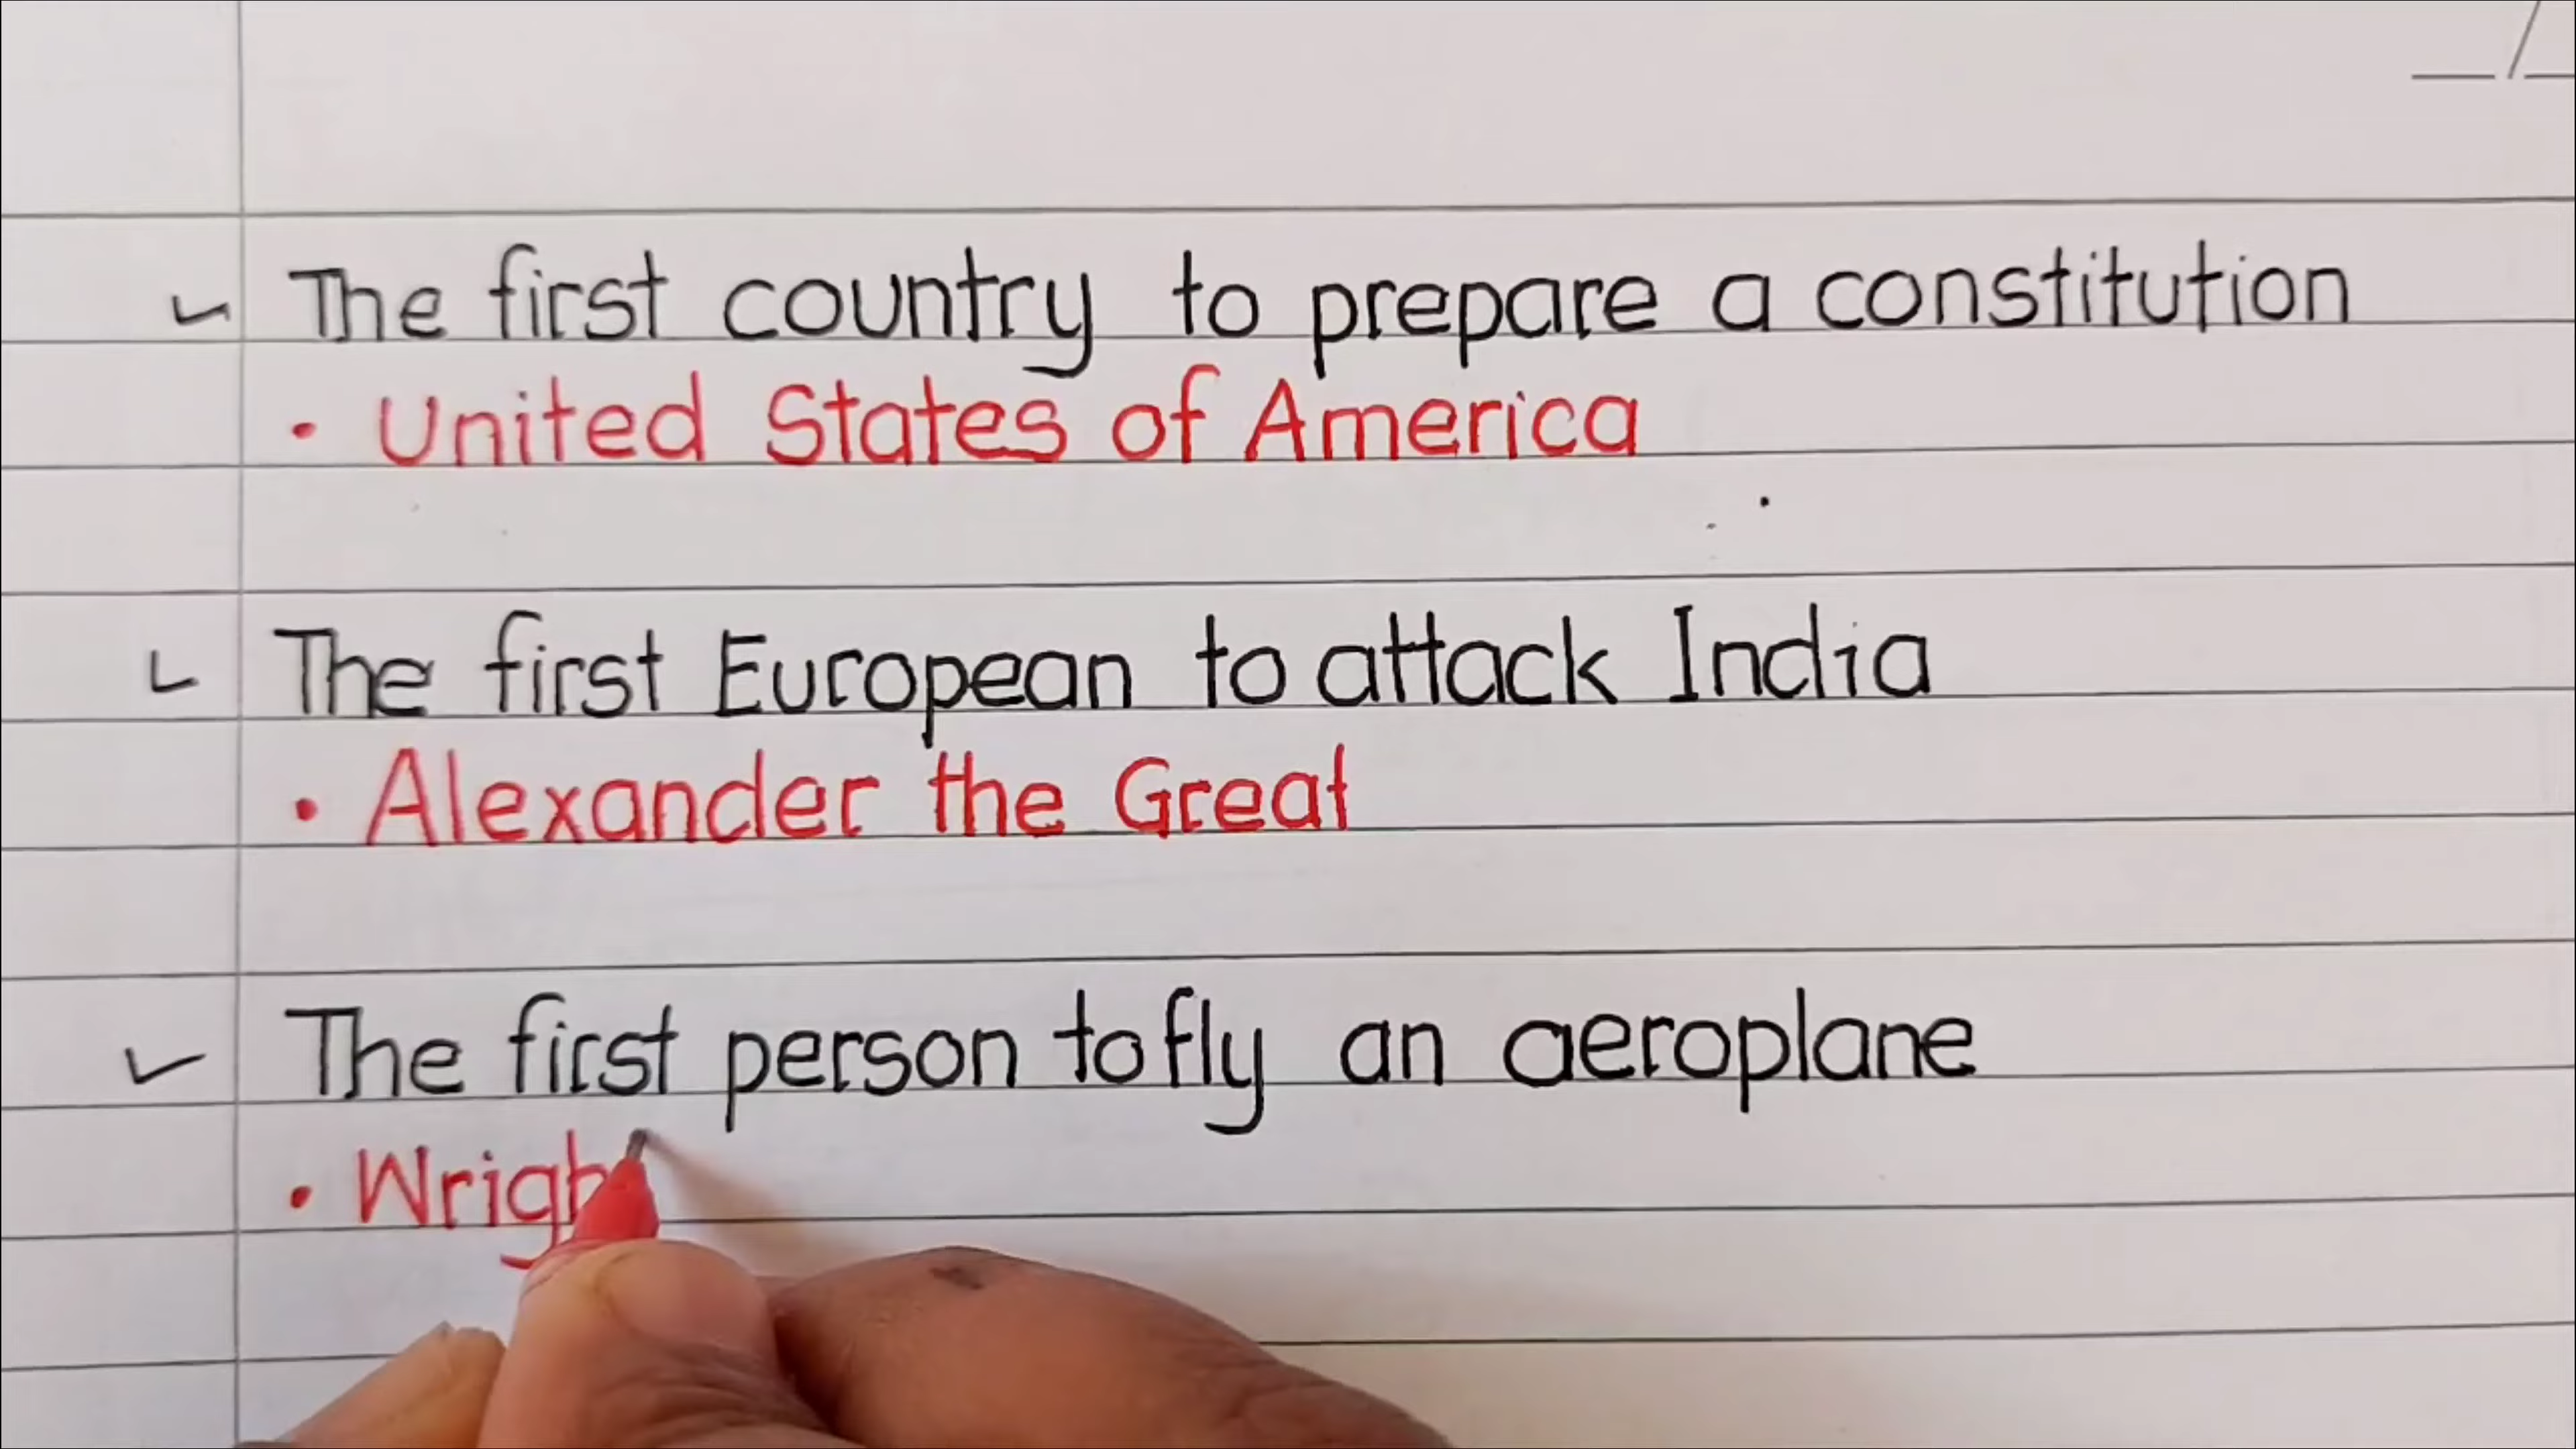 The first country to prepare a constitution
• United States of America
The first European to attack India
• Alexander the Great
The first person to fly an aeroplane
• Wrigh